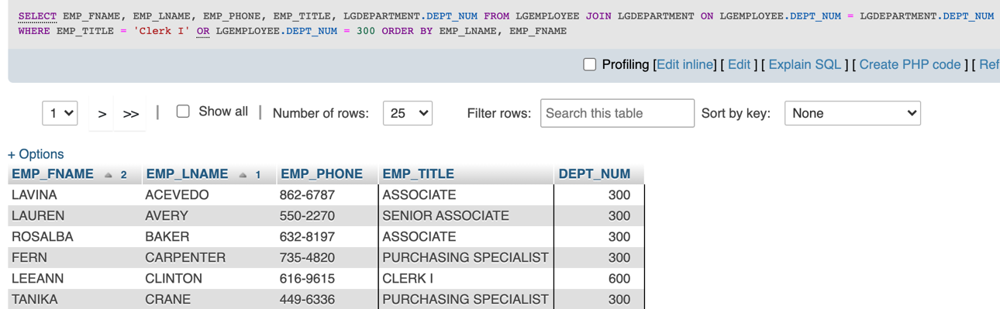 SELECT EMP_FNAME, EMP_LNAME, EMP_PHONE, EMP_TITLE, LGDEPARTMENT.DEPT_NUM FROM LGEMPLOYEE JOIN LGDEPARTMENT ON LGEMPLOYEE.DEPT_NUM = LGDEPARTMENT.DEPT_NUM
WHERE EMP_TITLE = 'Clerk I' OR LGEMPLOYEE.DEPT_NUM = 300 ORDER BY EMP_LNAME, EMP_FNAME
Profiling [Edit inline] [ Edit ] [ Explain SQL ] [ Create PHP code ] [ Ref
1 > >> | Show all | Number of rows: 25 Filter rows: Search this table Sort by key: None
+ Options
EMP_FNAME 2 EMP_LNAME 1 EMP_PHONE EMP_TITLE DEPT_NUM
LAVINA ACEVEDO 862-6787 ASSOCIATE 300
LAUREN AVERY 550-2270 SENIOR ASSOCIATE 300
ROSALBA BAKER 632-8197 ASSOCIATE 300
FERN CARPENTER 735-4820 PURCHASING SPECIALIST 300
LEEANN CLINTON 616-9615 CLERK I 600
TANIKA CRANE 449-6336 PURCHASING SPECIALIST 300